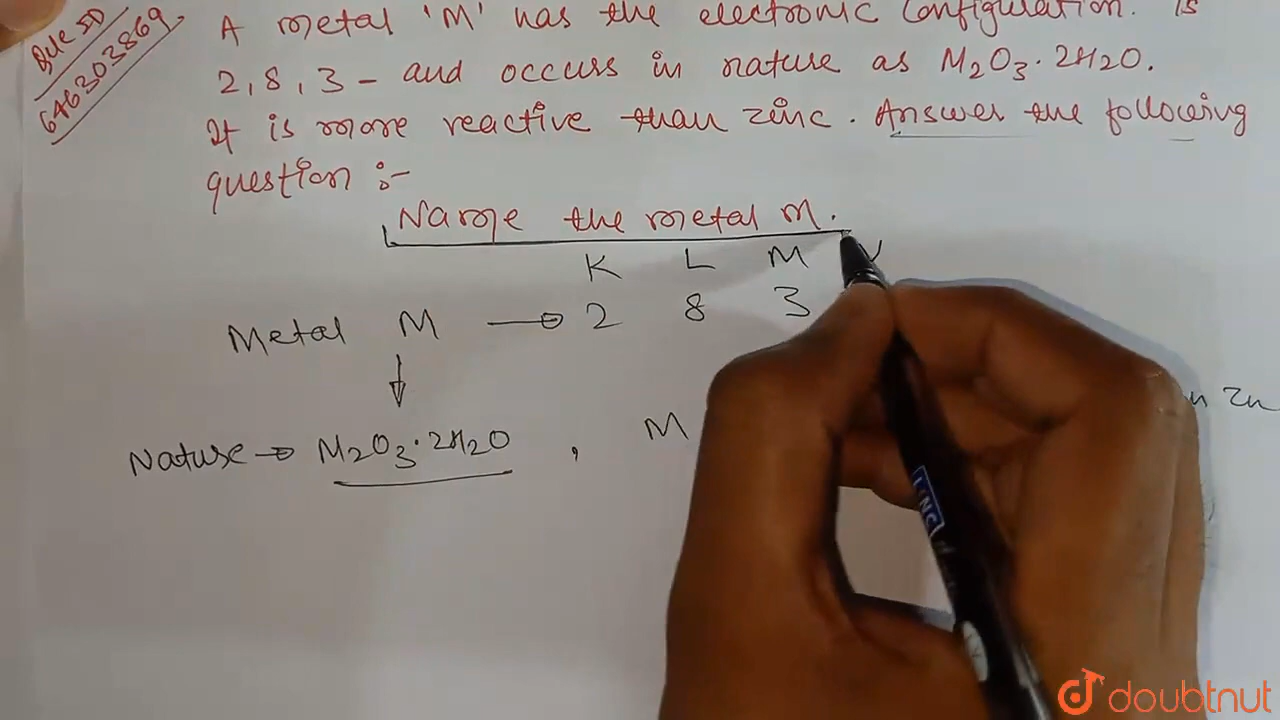 Que ID
646303869
A metal 'M' has the electronic Configuration. is
2, 8, 3 - and occurs in nature as M₂O₃. 2H₂O.
It is more reactive than zinc. Answer the following
question :-
Name the metal M.
K L M
Metal M → 2 8 3
Nature → M₂O₃. 2H₂O , M
Zn
LINC
doubtnut